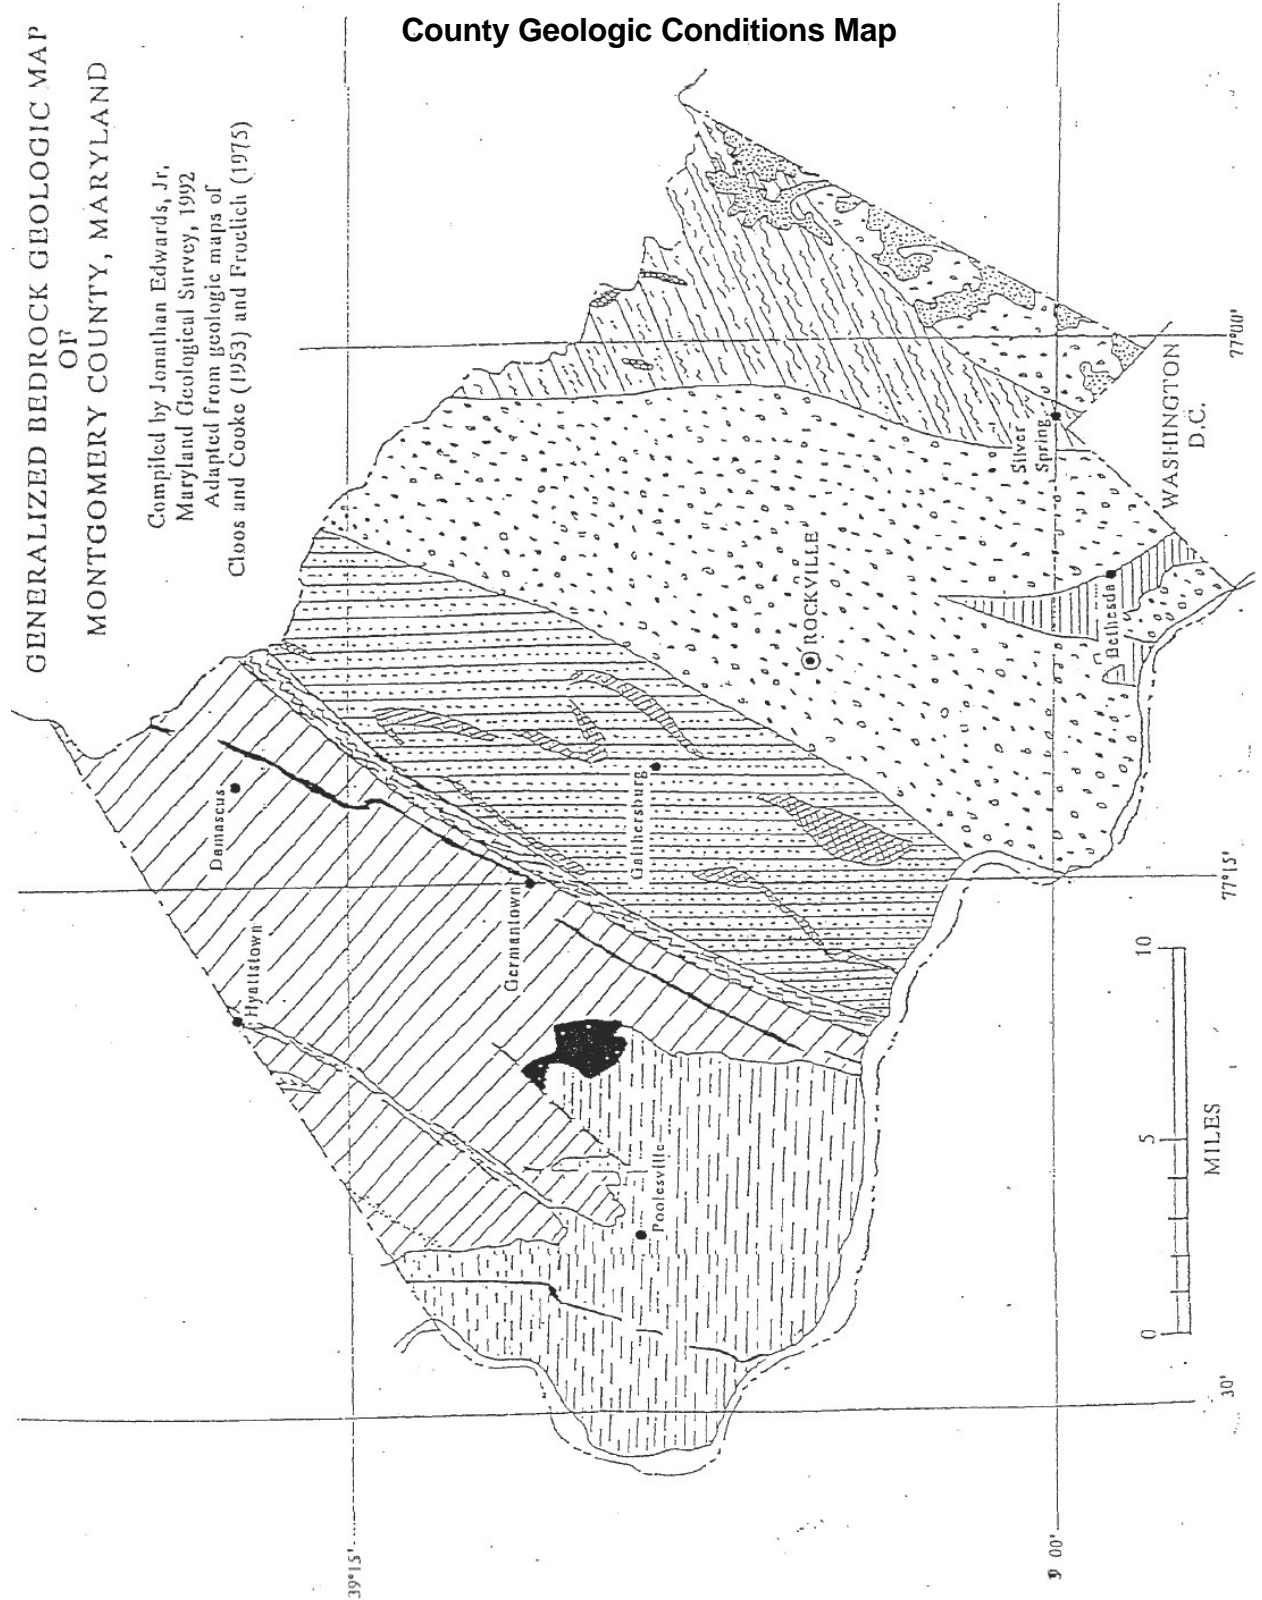 County Geologic Conditions Map
GENERALIZED BEDROCK GEOLOGIC MAP
OF
MONTGOMERY COUNTY, MARYLAND
Compiled by Jonathan Edwards, Jr.
Maryland Geological Survey, 1992
Adapted from geologic maps of
Cloos and Cooke (1953) and Froelich (1975)
77°00'
WASHINGTON
D.C.
Silver
Spring
Bethesda
ROCKVILLE
Gaithersburg
Damascus
Germantown
Hyattstown
Poolesville
77°15'
30'
39°15'
00'
0
5
10
MILES